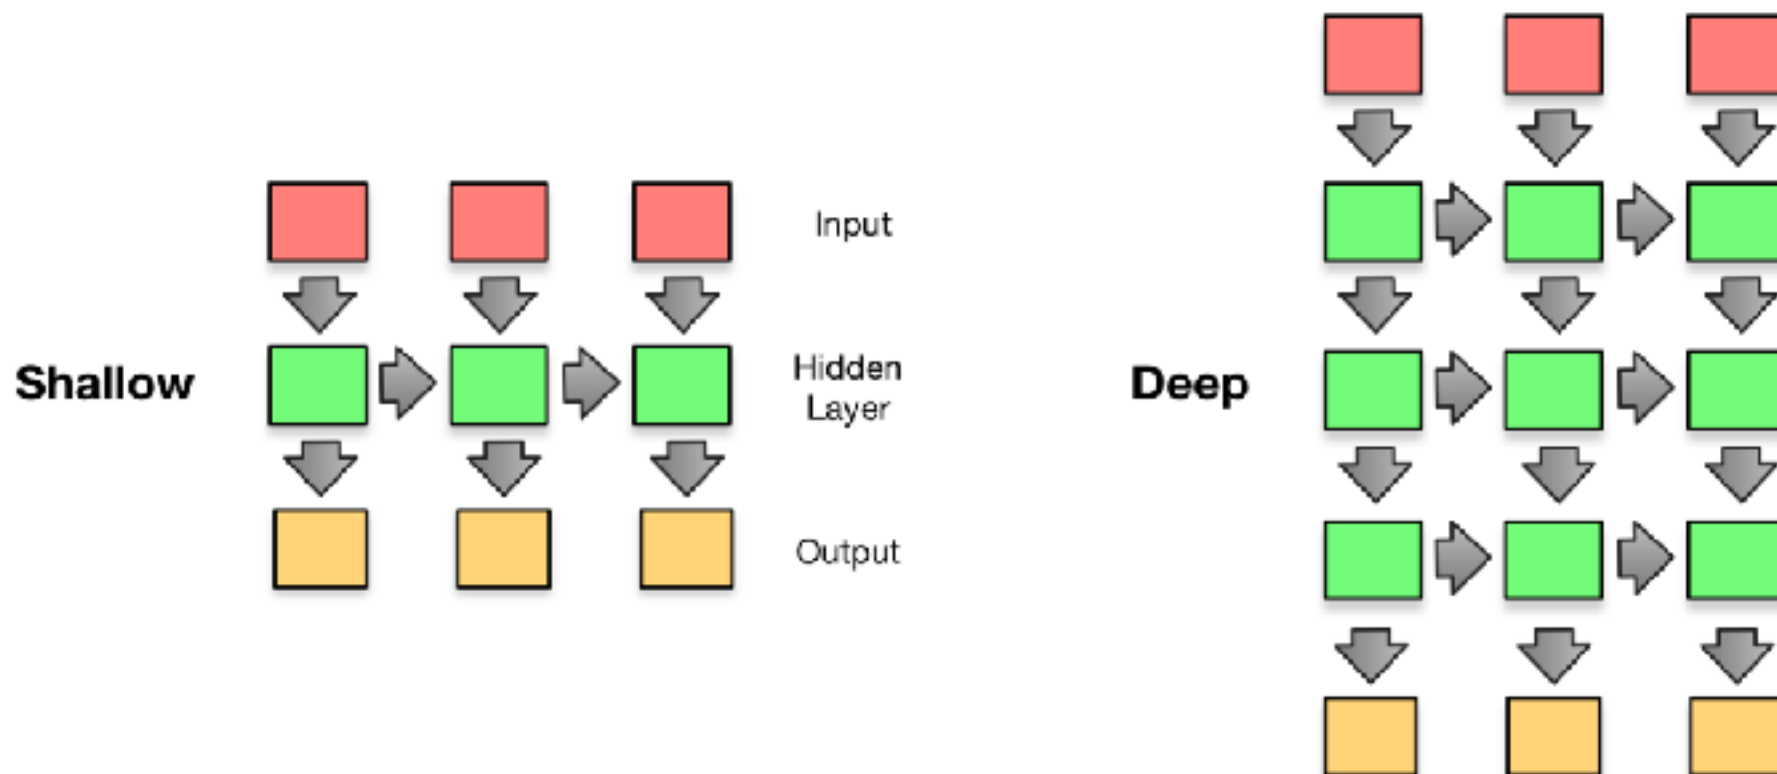 Shallow
Input
Hidden
Layer
Output
Deep